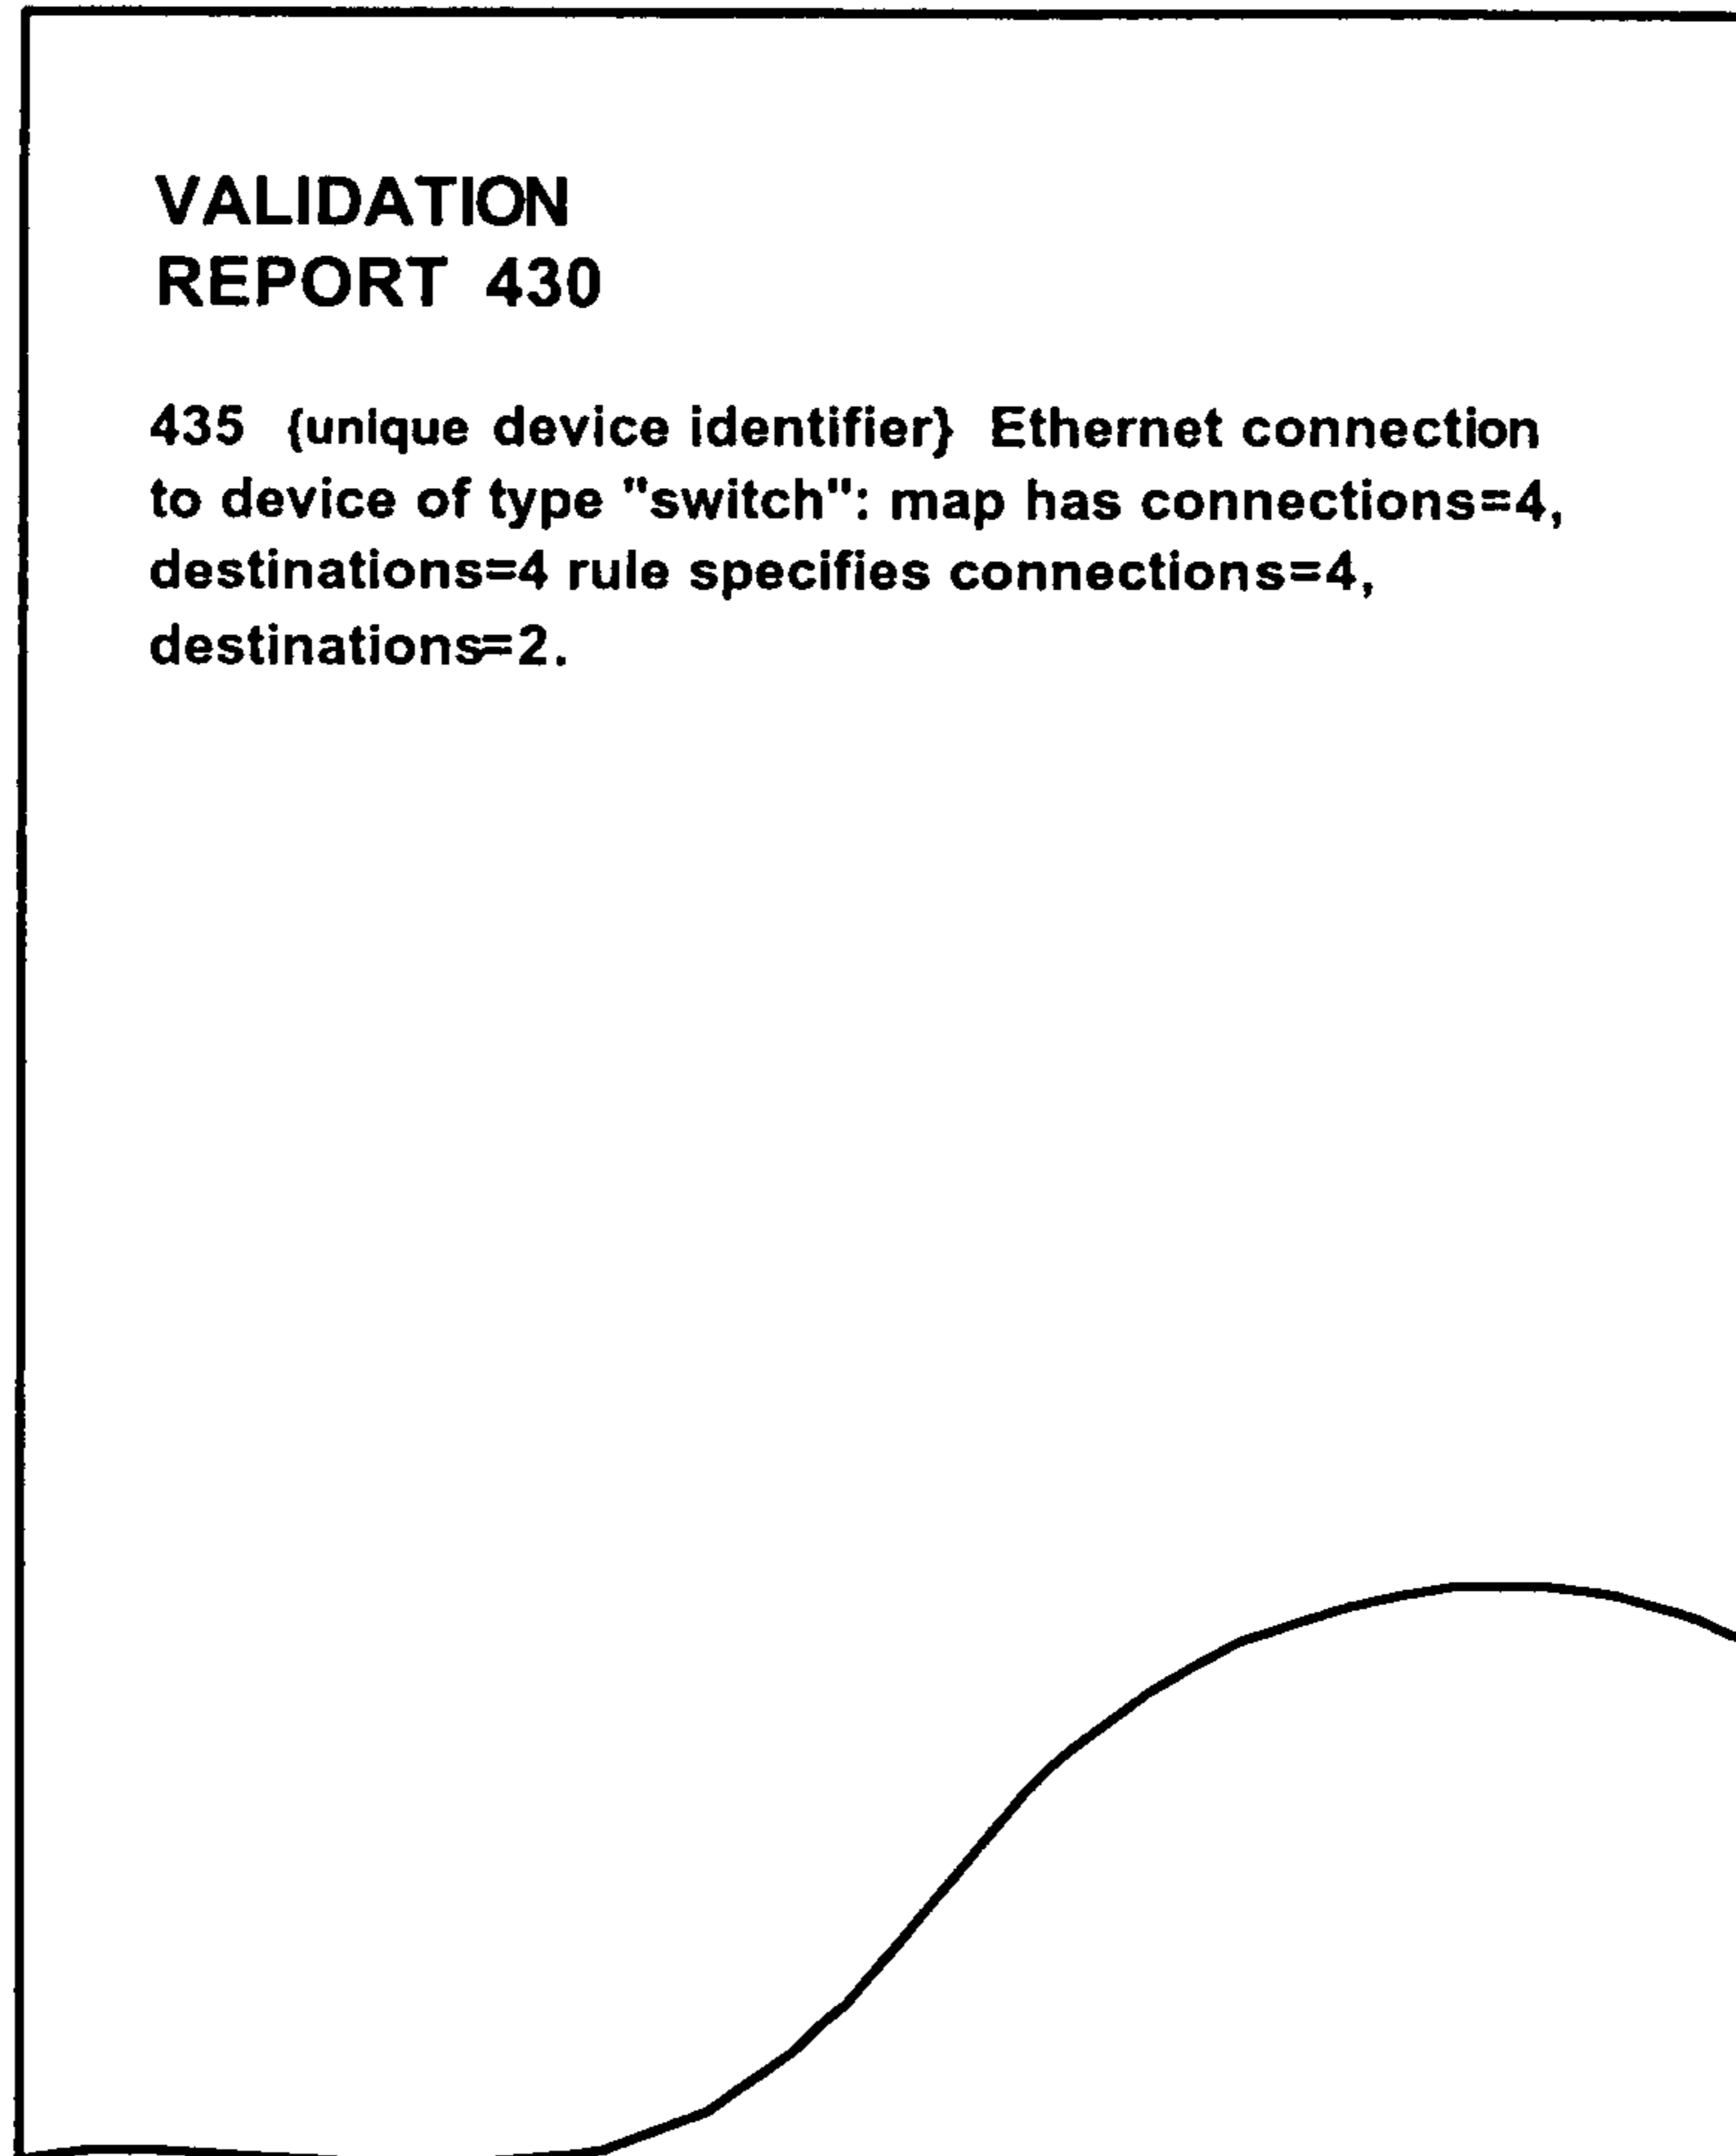 VALIDATION
REPORT 430
435 {unique device identifier} Ethernet connection
to device of type "switch": map has connections=4,
destinations=4 rule specifies connections=4,
destinations=2.